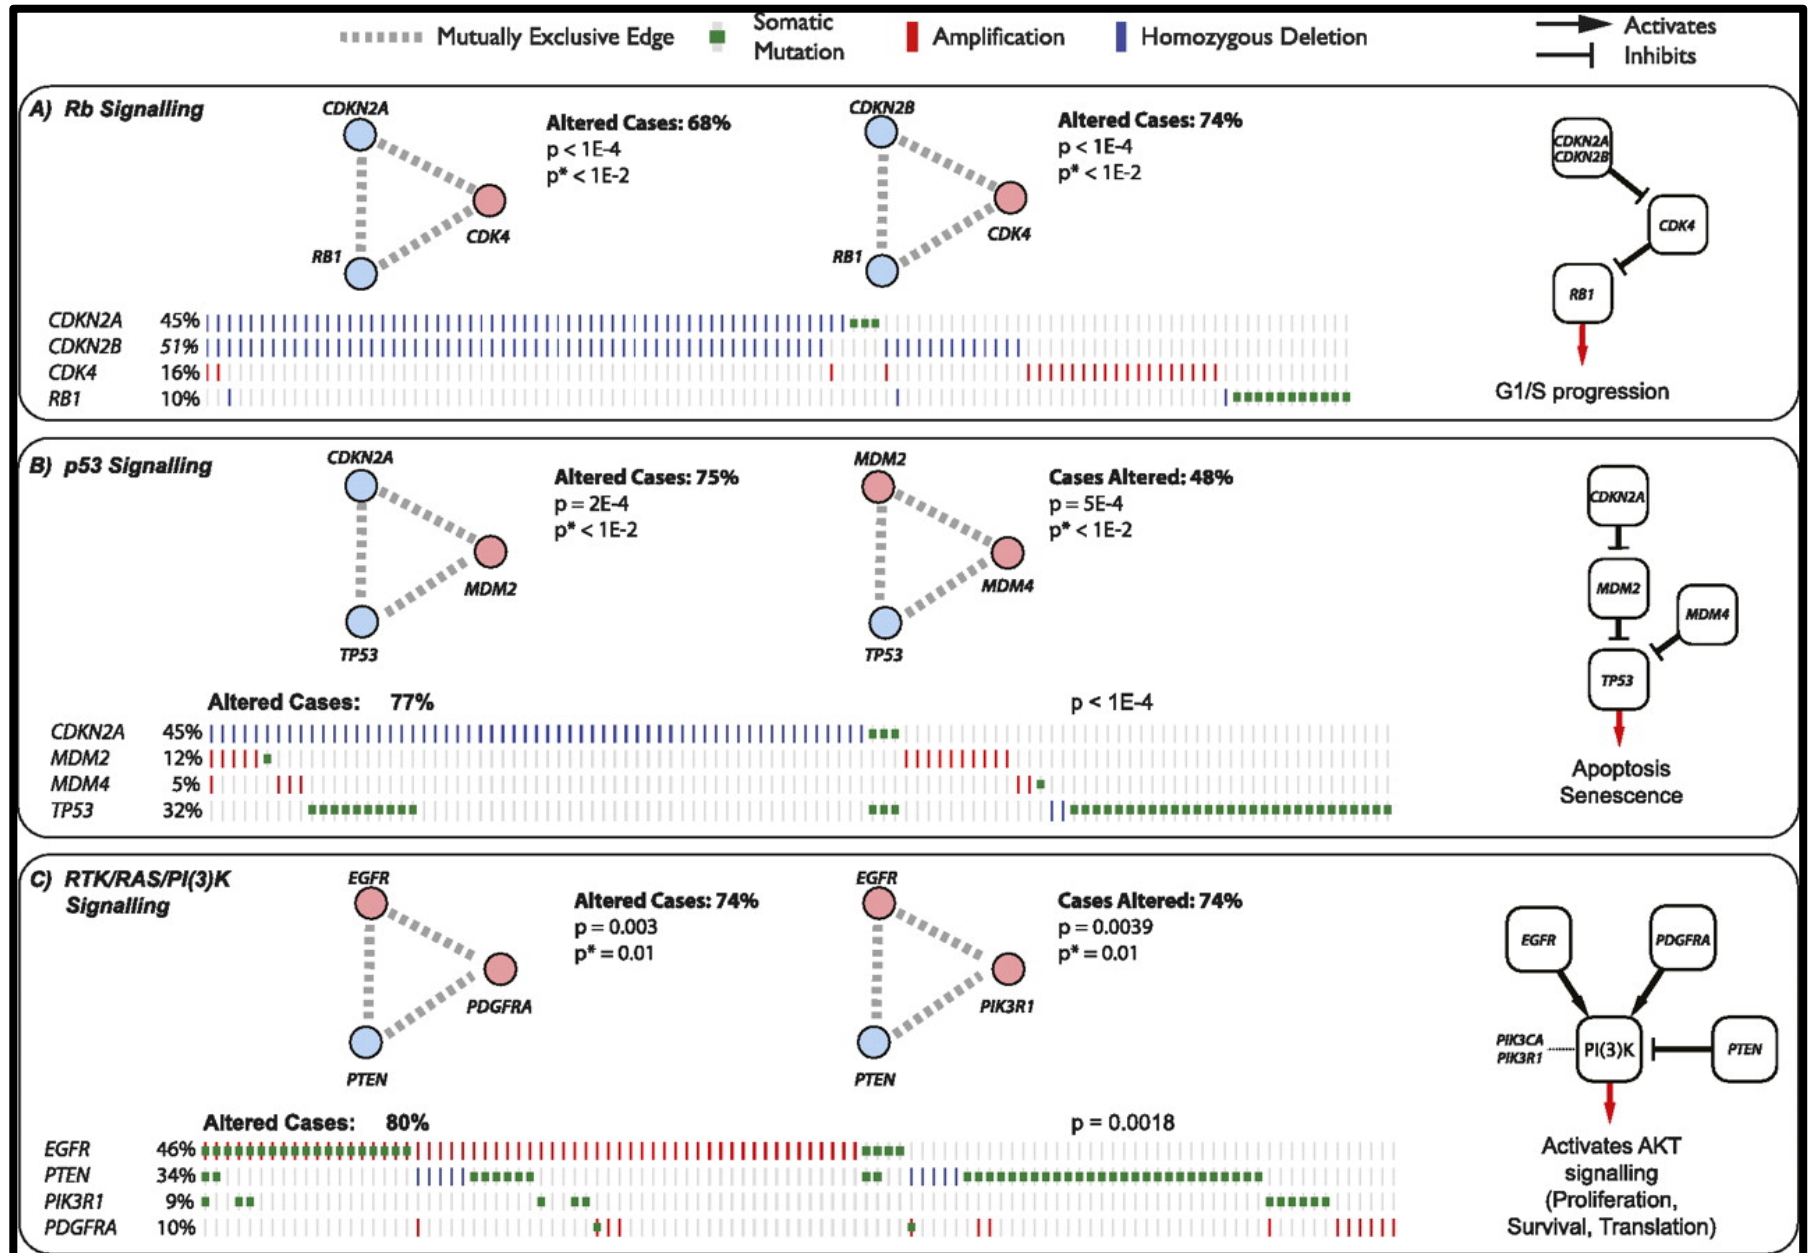 Mutually Exclusive Edge
Somatic
Mutation
Amplification
Homozygous Deletion
Activates
Inhibits
A) Rb Signalling
CDKN2A
CDK4
RB1
Altered Cases: 68%
p < 1E-4
p* < 1E-2
CDKN2B
CDK4
RB1
Altered Cases: 74%
p < 1E-4
p* < 1E-2
CDKN2A
CDKN2B
CDK4
RB1
G1/S progression
CDKN2A 45%
CDKN2B 51%
CDK4 16%
RB1 10%
B) p53 Signalling
CDKN2A
MDM2
TP53
Altered Cases: 75%
p = 2E-4
p* < 1E-2
MDM2
MDM4
TP53
Cases Altered: 48%
p = 5E-4
p* < 1E-2
CDKN2A
MDM2
MDM4
TP53
Apoptosis
Senescence
Altered Cases: 77%
p < 1E-4
CDKN2A 45%
MDM2 12%
MDM4 5%
TP53 32%
C) RTK/RAS/PI(3)K
Signalling
EGFR
PDGFRA
PTEN
Altered Cases: 74%
p = 0.003
p* = 0.01
EGFR
PIK3R1
PTEN
Cases Altered: 74%
p = 0.0039
p* = 0.01
EGFR
PDGFRA
PIK3CA
PIK3R1
PI(3)K
PTEN
Activates AKT
signalling
(Proliferation,
Survival, Translation)
Altered Cases: 80%
p = 0.0018
EGFR 46%
PTEN 34%
PIK3R1 9%
PDGFRA 10%